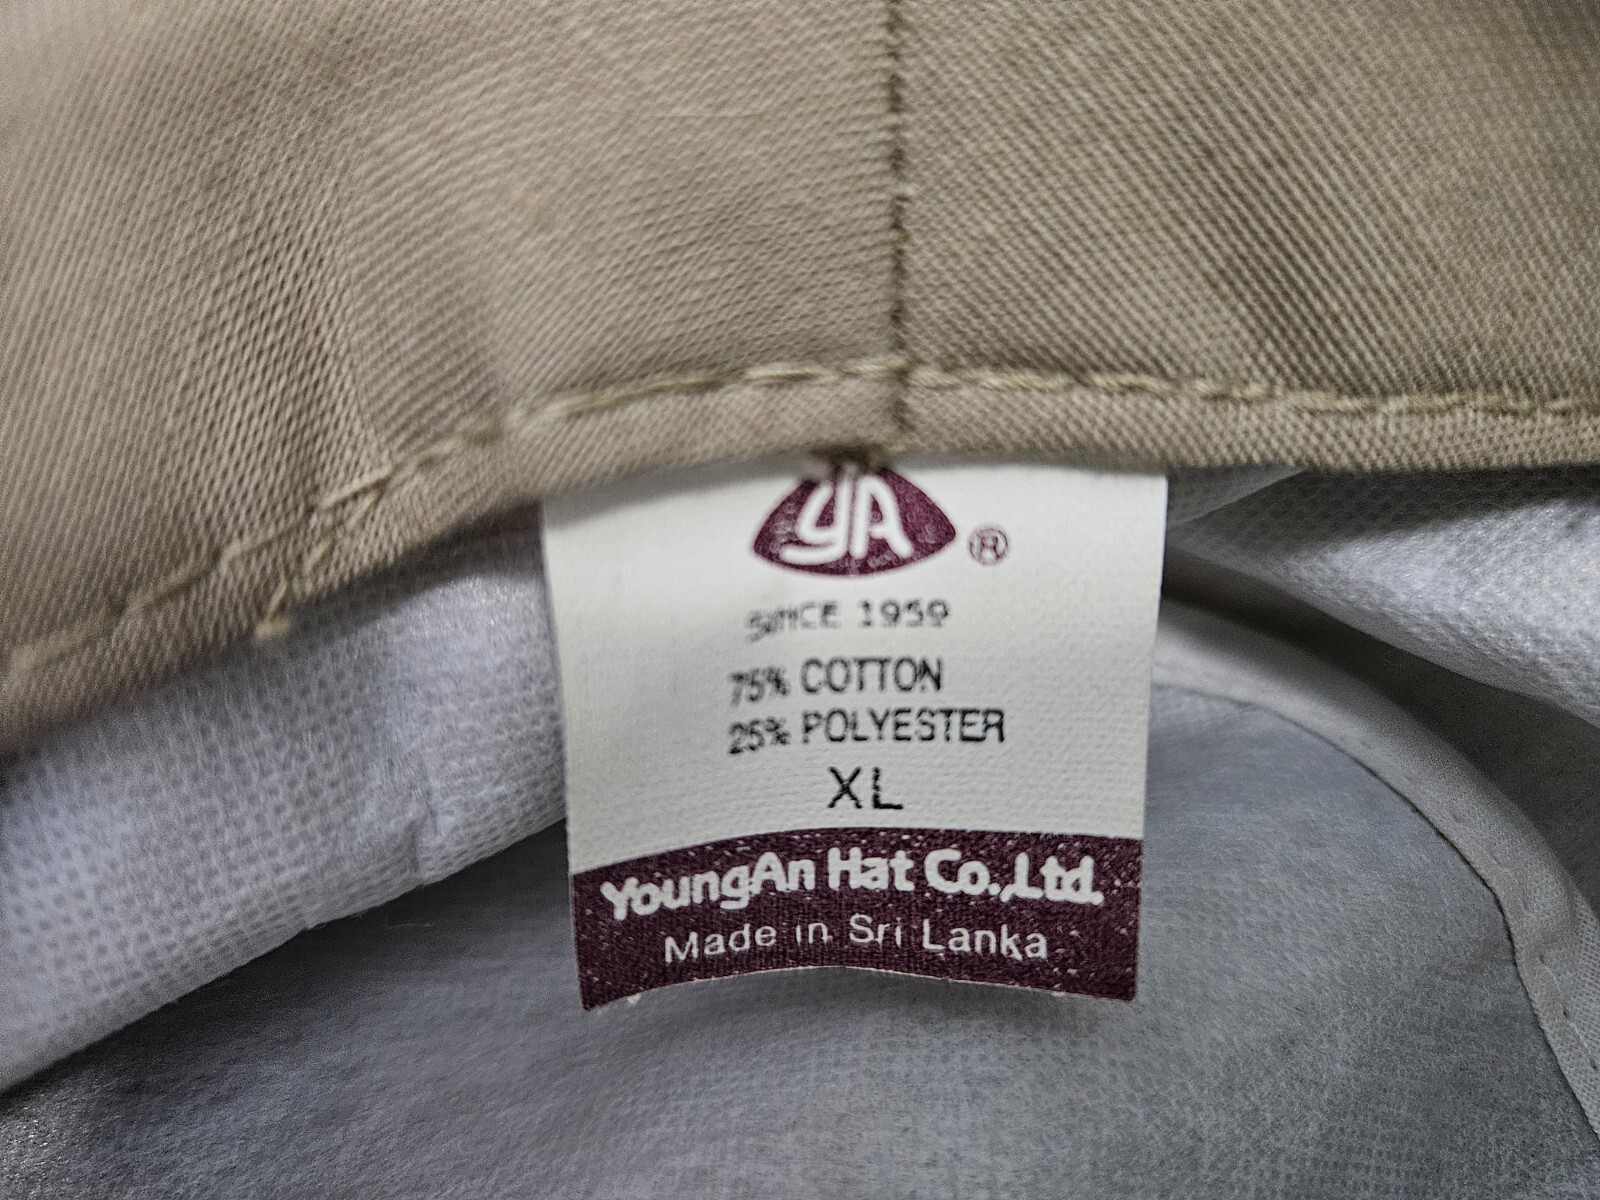 YA ®
SINCE 1959
75% COTTON
25% POLYESTER
XL
YoungAn Hat Co.,Ltd.
Made in Sri Lanka